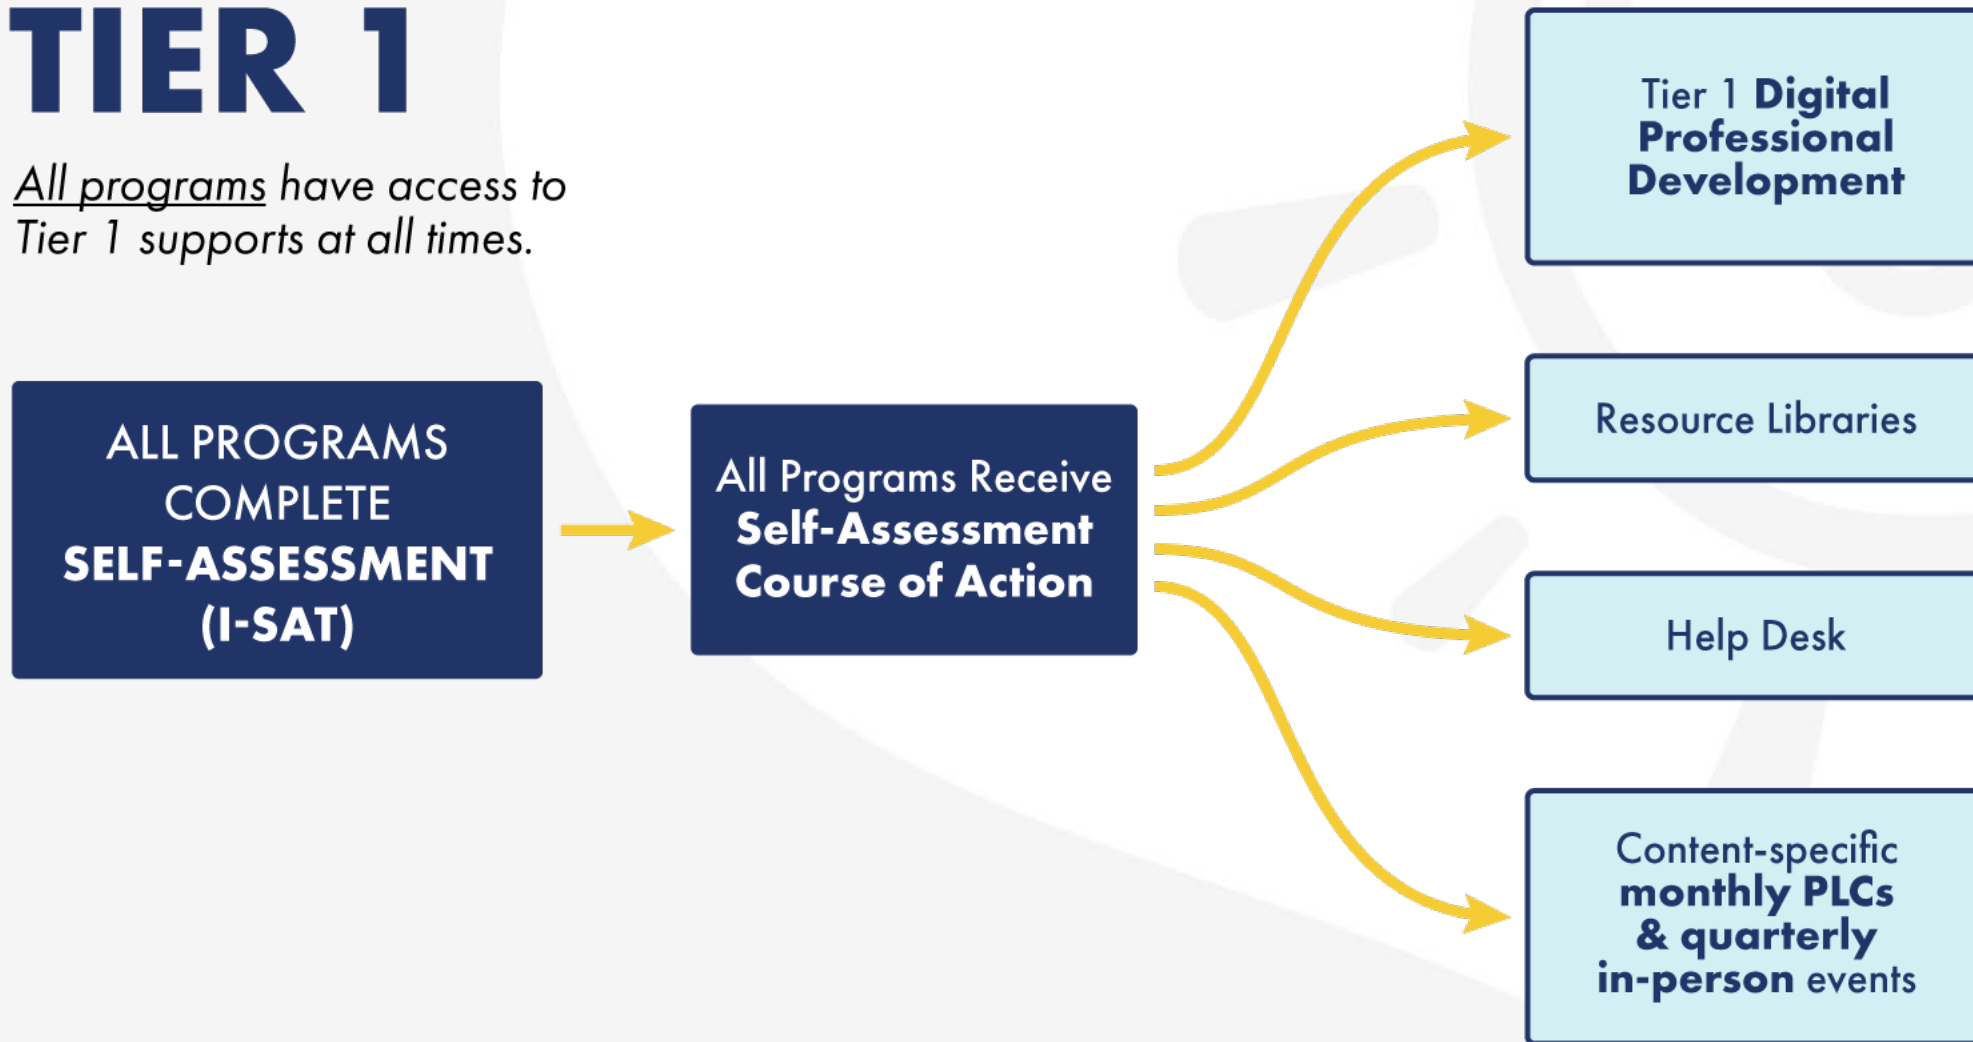 TIER 1
All programs have access to
Tier 1 supports at all times.
ALL PROGRAMS
COMPLETE
SELF-ASSESSMENT
(I-SAT)
All Programs Receive
Self-Assessment
Course of Action
Tier 1 Digital
Professional
Development
Resource Libraries
Help Desk
Content-specific
monthly PLCs
& quarterly
in-person events